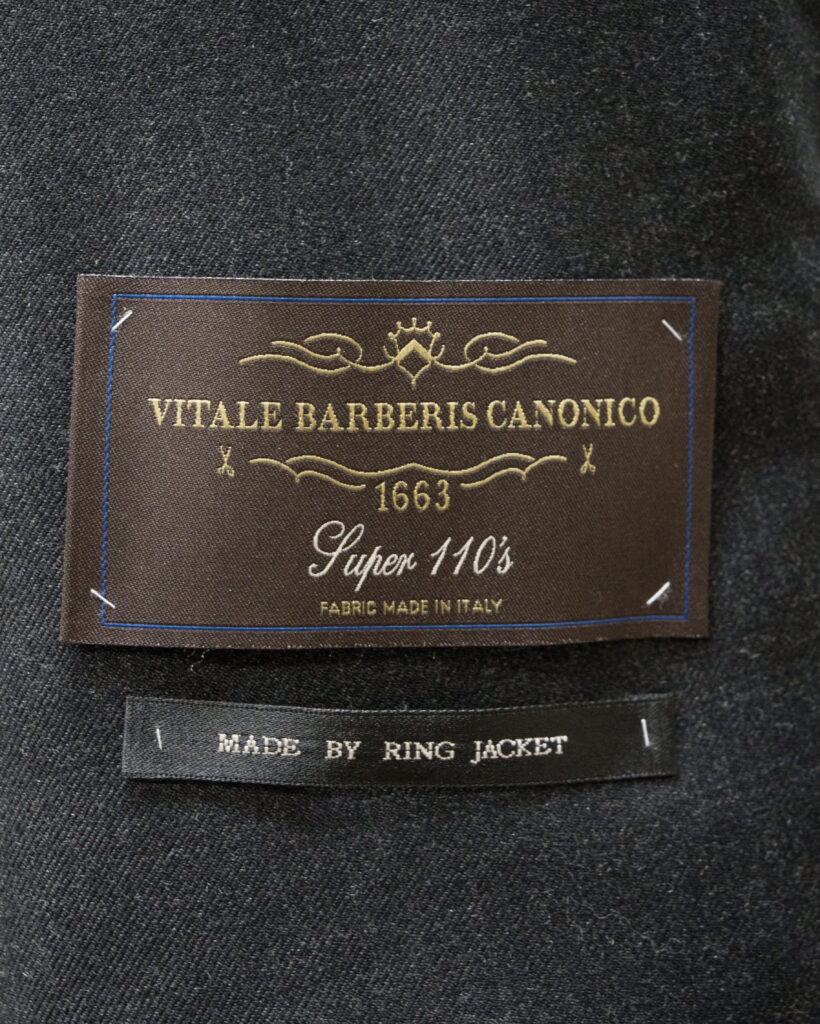 VITALE BARBERIS CANONICO
1663
Super 110's
FABRIC MADE IN ITALY
MADE BY RING JACKET